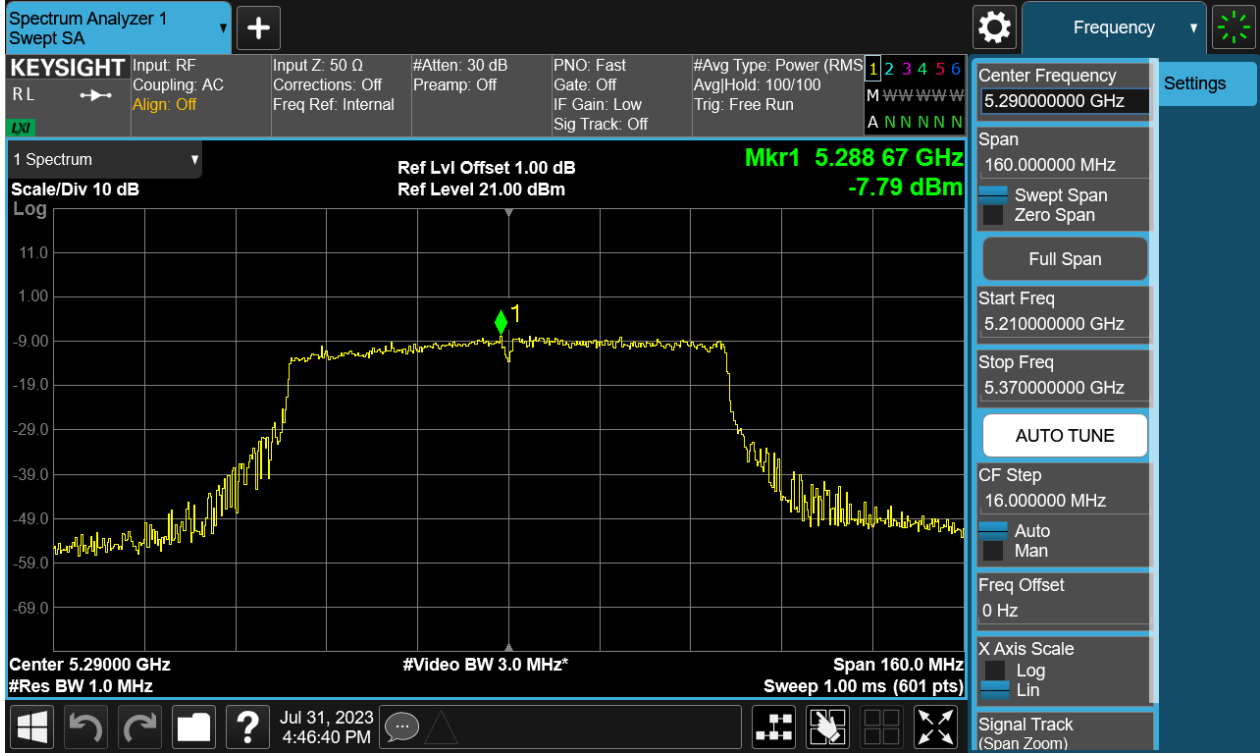 Spectrum Analyzer 1
Swept SA
Frequency
KEYSIGHT
R L
LXI
Input: RF
Coupling: AC
Align: Off
Input Z: 50 Ω
Corrections: Off
Freq Ref: Internal
#Atten: 30 dB
Preamp: Off
PNO: Fast
Gate: Off
IF Gain: Low
Sig Track: Off
#Avg Type: Power (RMS
Avg|Hold: 100/100
Trig: Free Run
1 2 3 4 5 6
M W W W W W
A N N N N N
1 Spectrum
Scale/Div 10 dB
Log
Ref Lvl Offset 1.00 dB
Ref Level 21.00 dBm
Mkr1 5.288 67 GHz
-7.79 dBm
11.0
1.00
-9.00
-19.0
-29.0
-39.0
-49.0
-59.0
-69.0
1
Center 5.29000 GHz
#Res BW 1.0 MHz
#Video BW 3.0 MHz*
Span 160.0 MHz
Sweep 1.00 ms (601 pts)
Center Frequency
5.290000000 GHz
Span
160.000000 MHz
Swept Span
Zero Span
Full Span
Start Freq
5.210000000 GHz
Stop Freq
5.370000000 GHz
AUTO TUNE
CF Step
16.000000 MHz
Auto
Man
Freq Offset
0 Hz
X Axis Scale
Log
Lin
Signal Track
(Span Zoom)
Settings
?
Jul 31, 2023
4:46:40 PM